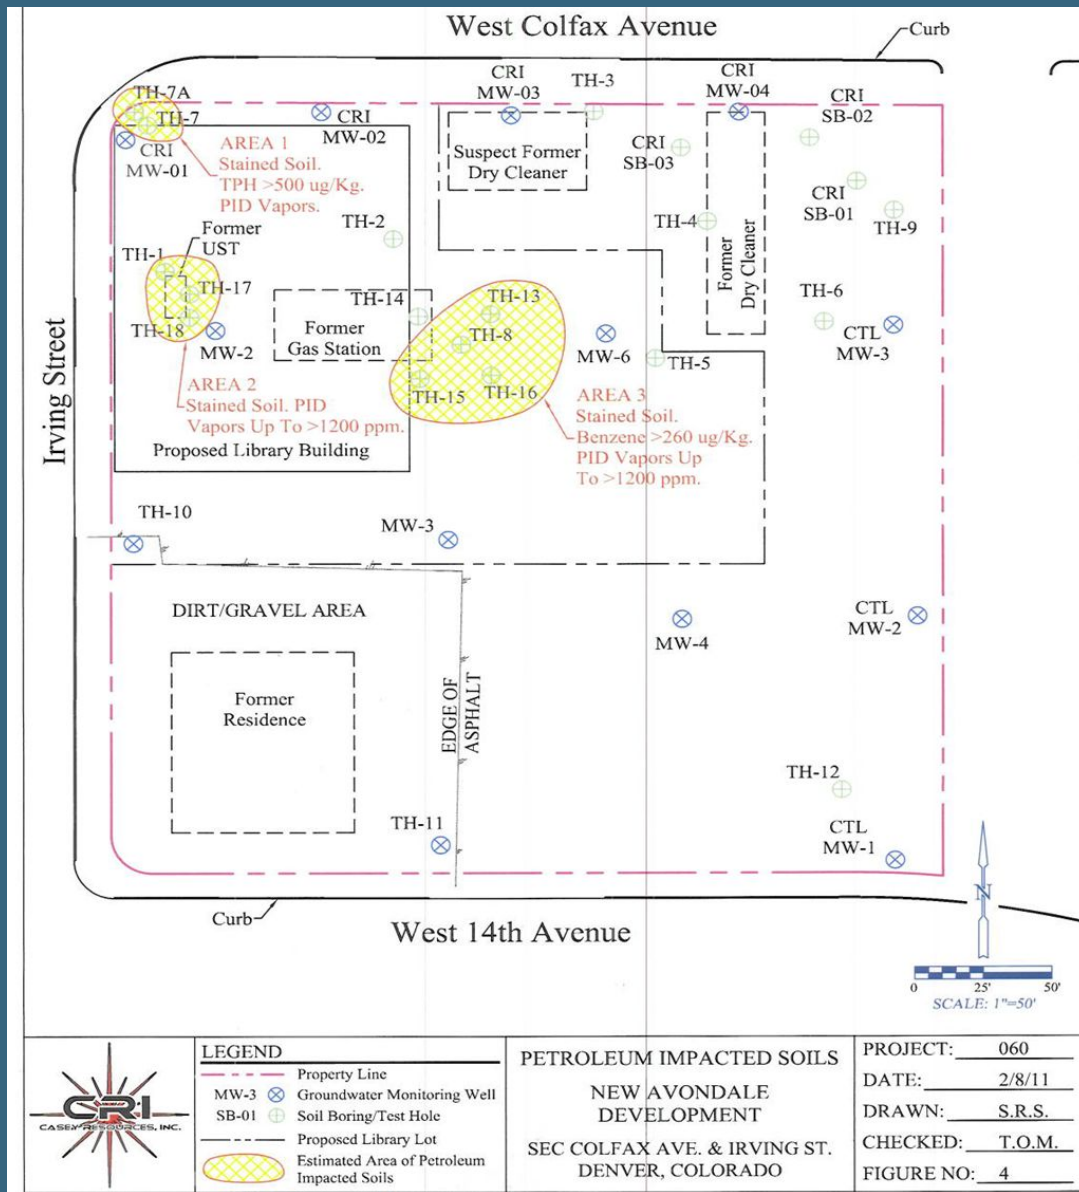 West Colfax Avenue
Curb
TH-7A
TH-7
CRI
MW-01
AREA 1
Stained Soil.
TPH >500 ug/Kg.
PID Vapors.
CRI
MW-02
CRI
MW-03
TH-3
CRI
MW-04
CRI
SB-02
Suspect Former
Dry Cleaner
CRI
SB-03
CRI
SB-01
TH-9
TH-4
Former
Dry Cleaner
TH-2
Former
UST
TH-1
TH-17
TH-18
MW-2
TH-14
Former
Gas Station
TH-13
TH-8
TH-15
TH-16
MW-6
TH-5
TH-6
CTL
MW-3
AREA 2
Stained Soil. PID
Vapors Up To >1200 ppm.
Proposed Library Building
AREA 3
Stained Soil.
Benzene >260 ug/Kg.
PID Vapors Up
To >1200 ppm.
Irving Street
TH-10
MW-3
DIRT/GRAVEL AREA
MW-4
CTL
MW-2
Former
Residence
EDGE OF
ASPHALT
TH-12
TH-11
CTL
MW-1
Curb
West 14th Avenue
N
0 25' 50'
SCALE: 1"=50'
CRI
CASEY RESOURCES, INC.
LEGEND
Property Line
MW-3 Groundwater Monitoring Well
SB-01 Soil Boring/Test Hole
Proposed Library Lot
Estimated Area of Petroleum
Impacted Soils
PETROLEUM IMPACTED SOILS
NEW AVONDALE
DEVELOPMENT
SEC COLFAX AVE. & IRVING ST.
DENVER, COLORADO
PROJECT: 060
DATE: 2/8/11
DRAWN: S.R.S.
CHECKED: T.O.M.
FIGURE NO: 4